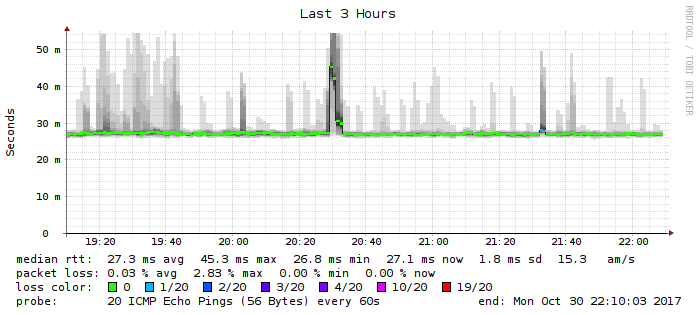 Last 3 Hours
RRDTOOL / TOBI OETIKER
Seconds
50 m
40 m
30 m
20 m
10 m
0
19:20 19:40 20:00 20:20 20:40 21:00 21:20 21:40 22:00
median rtt: 27.3 ms avg 45.3 ms max 26.8 ms min 27.1 ms now 1.8 ms sd 15.3 am/s
packet loss: 0.03 % avg 2.83 % max 0.00 % min 0.00 % now
loss color: 0 1/20 2/20 3/20 4/20 10/20 19/20
probe: 20 ICMP Echo Pings (56 Bytes) every 60s end: Mon Oct 30 22:10:03 2017